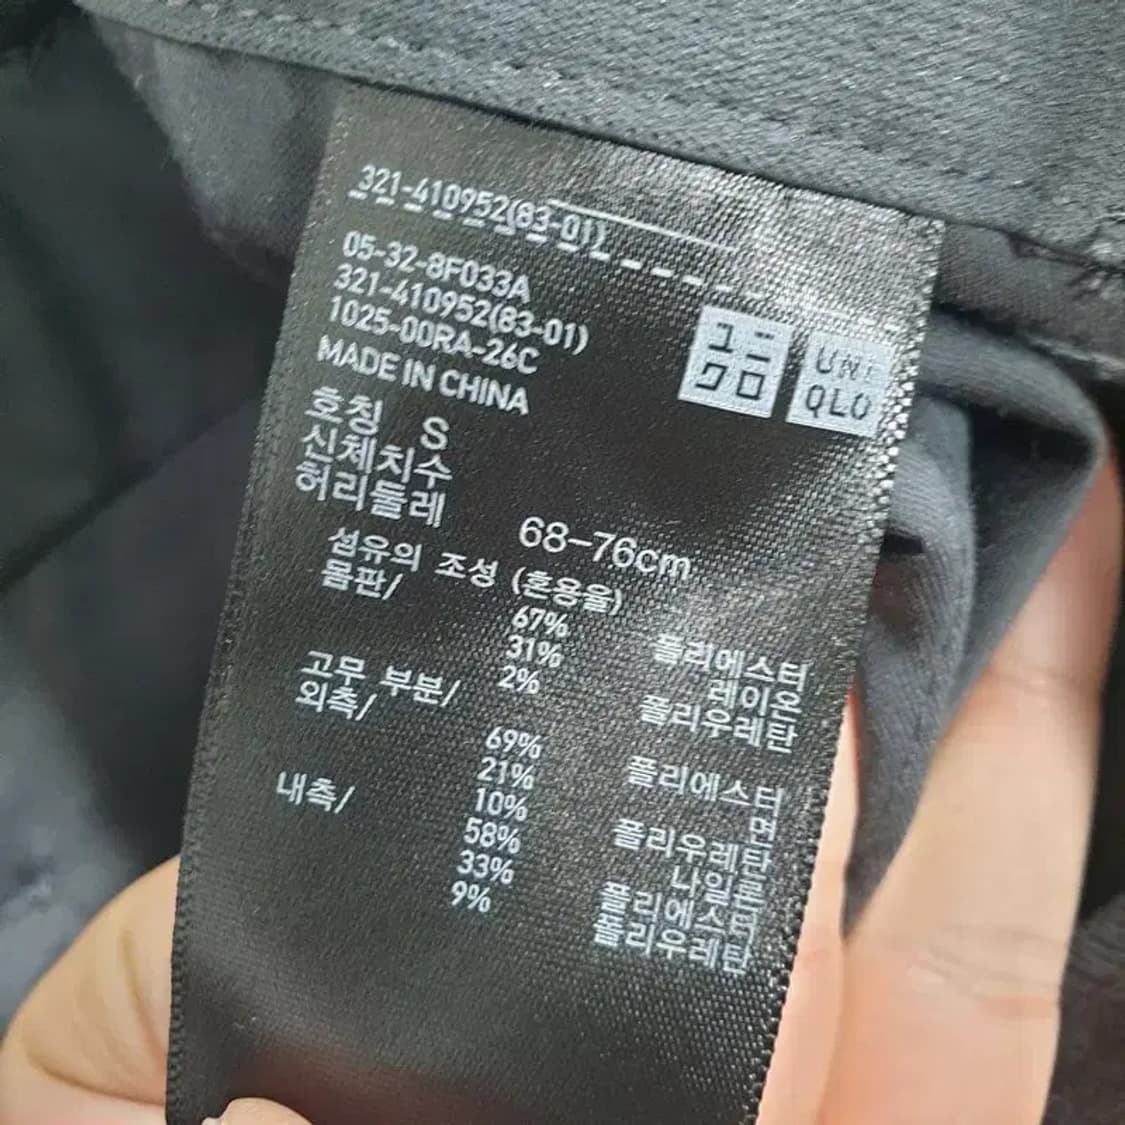 321-410952(83-01)
05-32-8F033A
321-410952(83-01)
1025-00RA-26C
MADE IN CHINA
ユニ
クロ
UNI
QLO
호칭 S
신체치수
허리둘레 68-76cm
섬유의 조성 (혼용율)
몸판/
67% 폴리에스터
31% 레이온
2% 폴리우레탄
고무 부분/
외측/
69% 폴리에스터
21% 면
10% 폴리우레탄
내측/
58% 나일론
33% 폴리에스터
9% 폴리우레탄